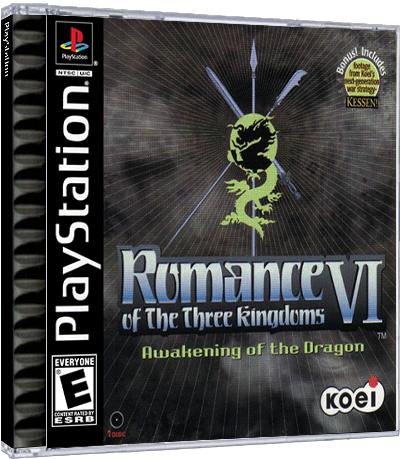 PlayStation
PlayStation
NTSC U/C
PlayStation
Bonus! Includes
footage
from Koei's
next-generation
war strategy-
KESSEN!
Romance VI
of The Three Kingdoms
TM
Awakening of the Dragon
EVERYONE
E
CONTENT RATED BY
ESRB
1 DISC
KOEI